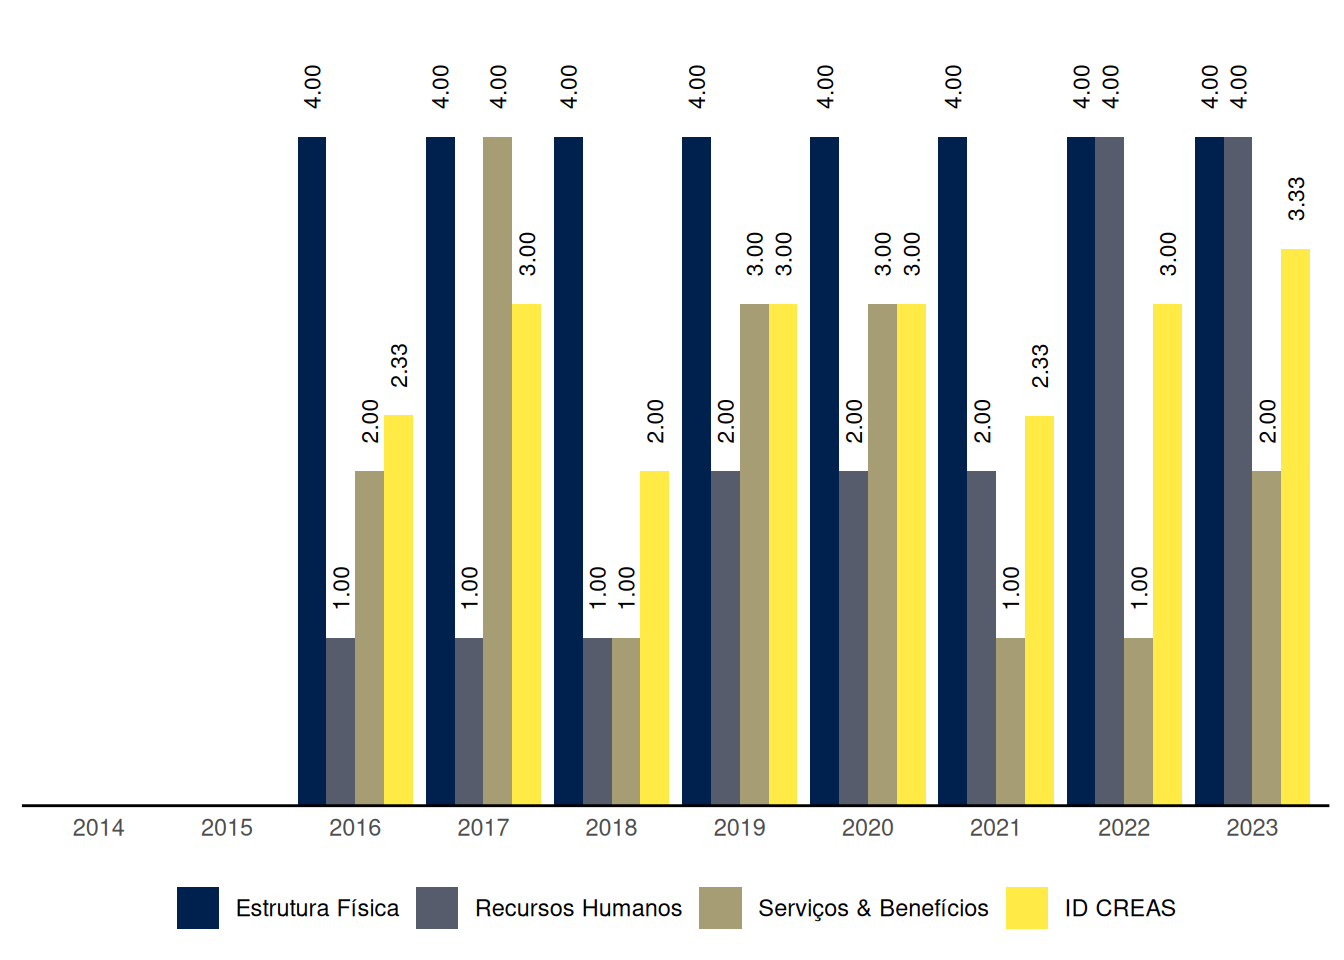 4.00 4.00 4.00 4.00 4.00 4.00 4.00 4.00 4.00 4.00 4.00
3.33
3.00 3.00 3.00 3.00 3.00 3.00
2.33 2.33
2.00 2.00 2.00 2.00 2.00 2.00
1.00 1.00 1.00 1.00 1.00 1.00
2014 2015 2016 2017 2018 2019 2020 2021 2022 2023
Estrutura Física Recursos Humanos Serviços & Benefícios ID CREAS